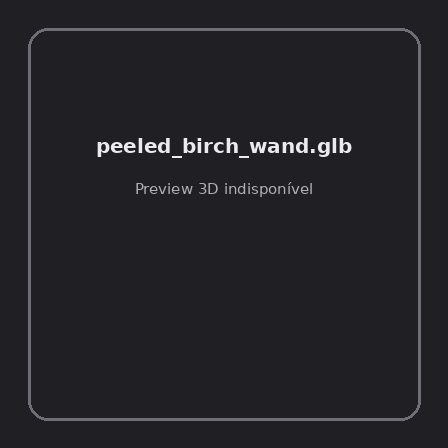 peeled_birch_wand.glb
Preview 3D indisponível